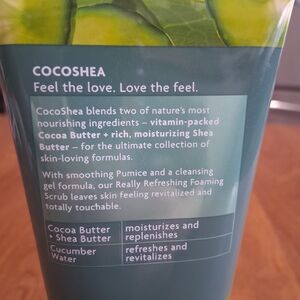 COCOSHEA
Feel the love. Love the feel.
CocoShea blends two of nature's most
nourishing ingredients – vitamin-packed
Cocoa Butter + rich, moisturizing Shea
Butter – for the ultimate collection of
skin-loving formulas.
With smoothing Pumice and a cleansing
gel formula, our Really Refreshing Foaming
Scrub leaves skin feeling revitalized and
totally touchable.
Cocoa Butter moisturizes and
+ Shea Butter replenishes
Cucumber refreshes and
Water revitalizes